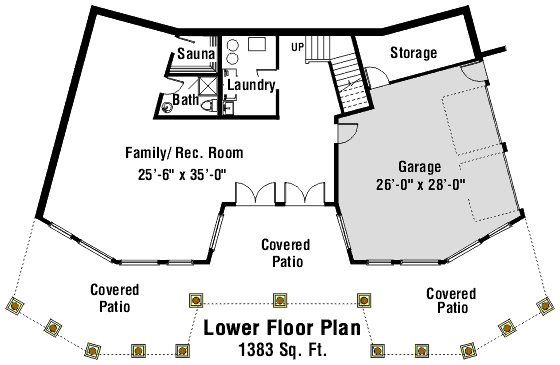 Sauna
UP
Storage
Bath
Laundry
Family/ Rec. Room
25'-6" x 35'-0"
Garage
26'-0" x 28'-0"
Covered
Patio
Covered
Patio
Covered
Patio
Lower Floor Plan
1383 Sq. Ft.